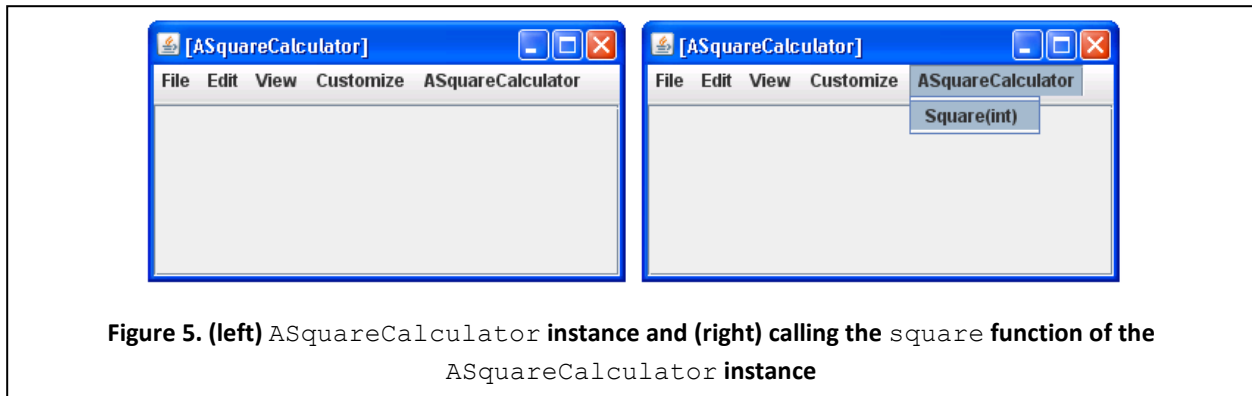 [ASquareCalculator]
File Edit View Customize ASquareCalculator
[ASquareCalculator]
File Edit View Customize ASquareCalculator
Square(int)
Figure 5. (left) ASquareCalculator instance and (right) calling the square function of the
ASquareCalculator instance